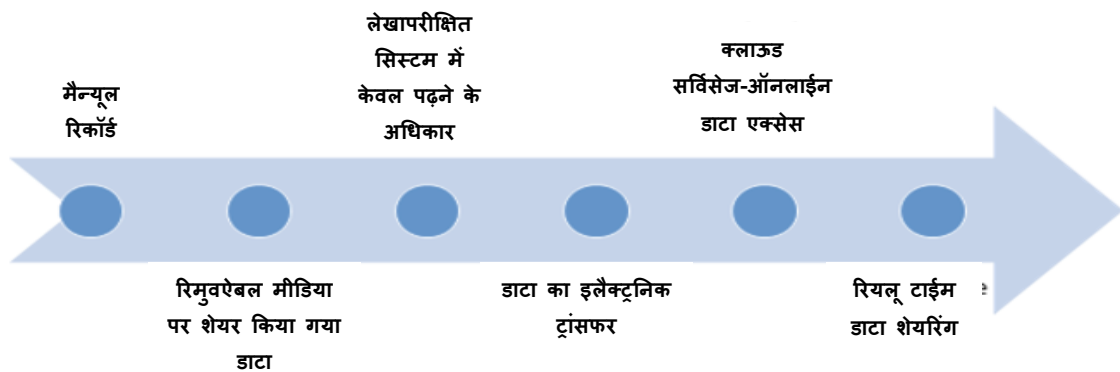 मैन्यूल
रिकॉर्ड
रिमुवऐबल मीडिया
पर शेयर किया गया
डाटा
लेखापरीक्षित
सिस्टम में
केवल पढ़ने के
अधिकार
डाटा का इलैक्ट्रनिक
ट्रांसफर
क्लाऊड
सर्विसेज-ऑनलाईन
डाटा एक्सेस
रियलू टाईम
डाटा शेयरिंग